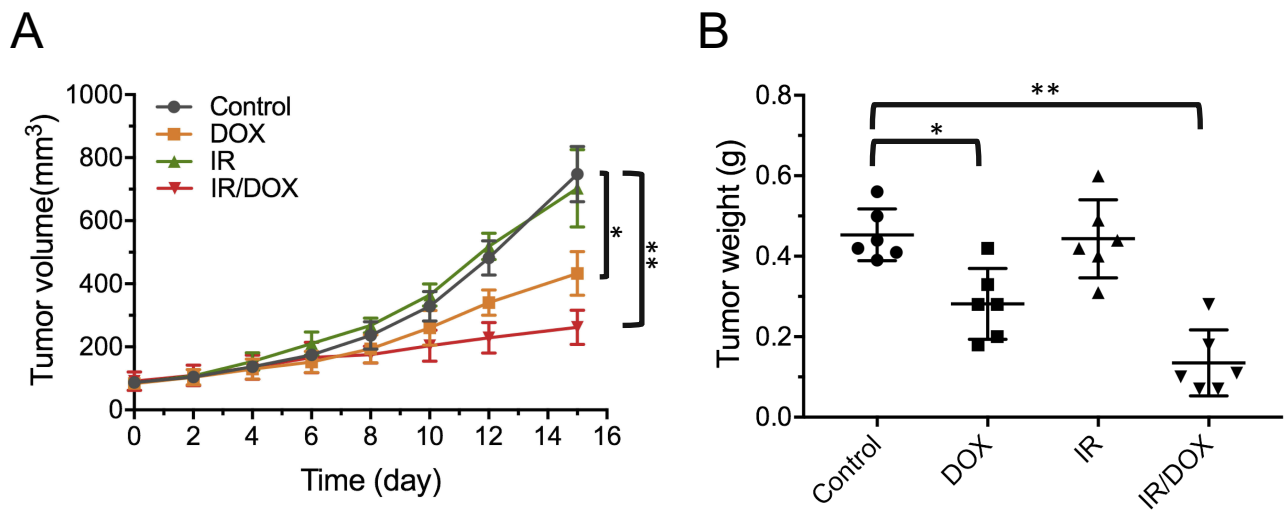 A
Tumor volume(mm³)
1000
800
600
400
200
0
Control
DOX
IR
IR/DOX
*
**
0 2 4 6 8 10 12 14 16
Time (day)
B
Tumor weight (g)
0.8
0.6
0.4
0.2
0.0
**
*
Control
DOX
IR
IR/DOX